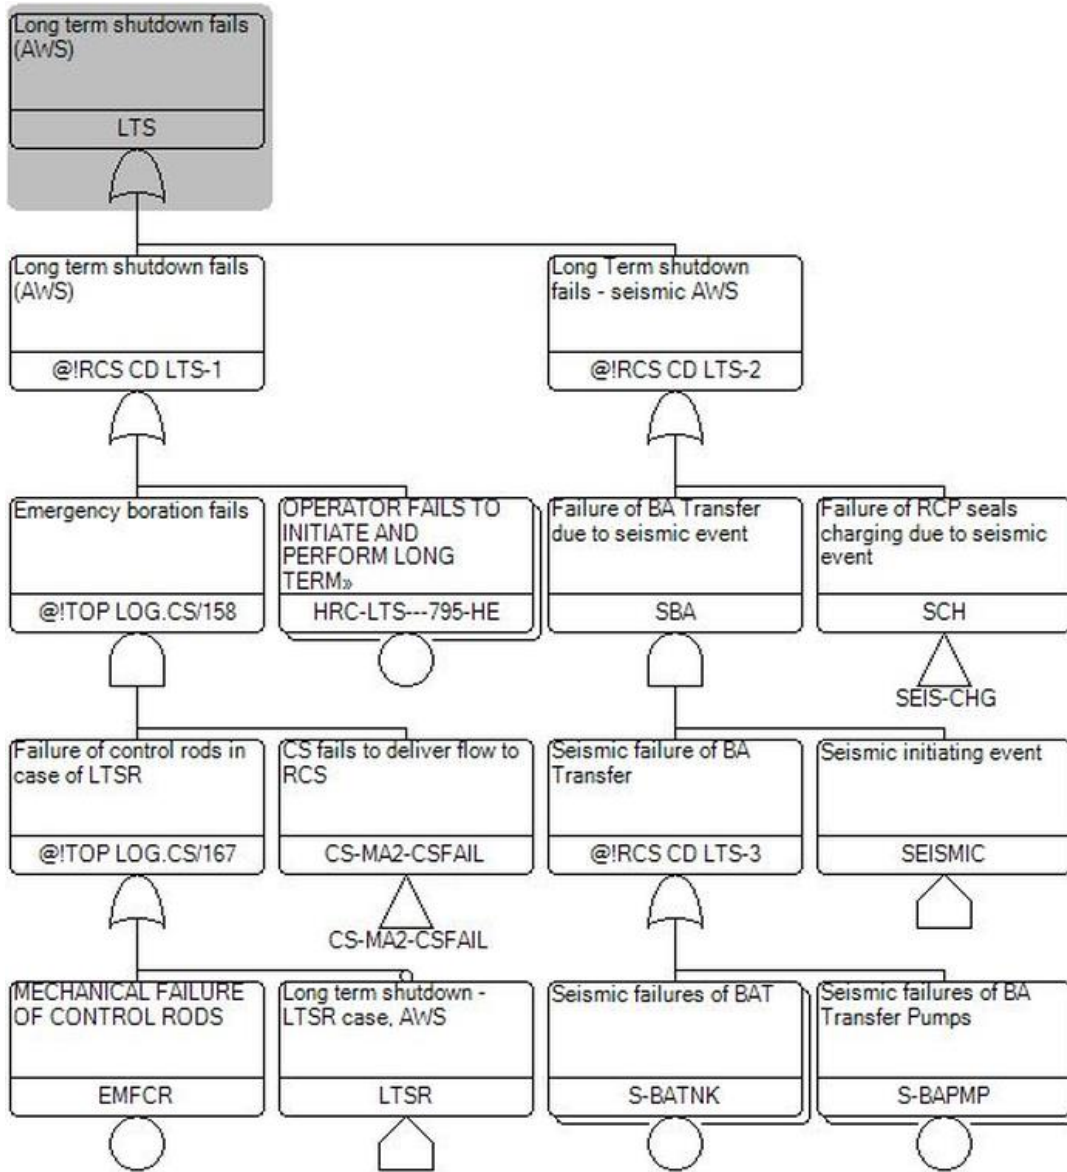 Long term shutdown fails
(AWS)
LTS
Long term shutdown fails
(AWS)
@!RCS CD LTS-1
Long Term shutdown
fails - seismic AWS
@!RCS CD LTS-2
Emergency boration fails
@!TOP LOG.CS/158
OPERATOR FAILS TO
INITIATE AND
PERFORM LONG
TERM»
HRC-LTS---795-HE
Failure of BA Transfer
due to seismic event
SBA
Failure of RCP seals
charging due to seismic
event
SCH
SEIS-CHG
Failure of control rods in
case of LTSR
@!TOP LOG.CS/167
CS fails to deliver flow to
RCS
CS-MA2-CSFAIL
CS-MA2-CSFAIL
Seismic failure of BA
Transfer
@!RCS CD LTS-3
Seismic initiating event
SEISMIC
MECHANICAL FAILURE
OF CONTROL RODS
EMFCR
Long term shutdown -
LTSR case, AWS
LTSR
Seismic failures of BAT
S-BATNK
Seismic failures of BA
Transfer Pumps
S-BAPMP